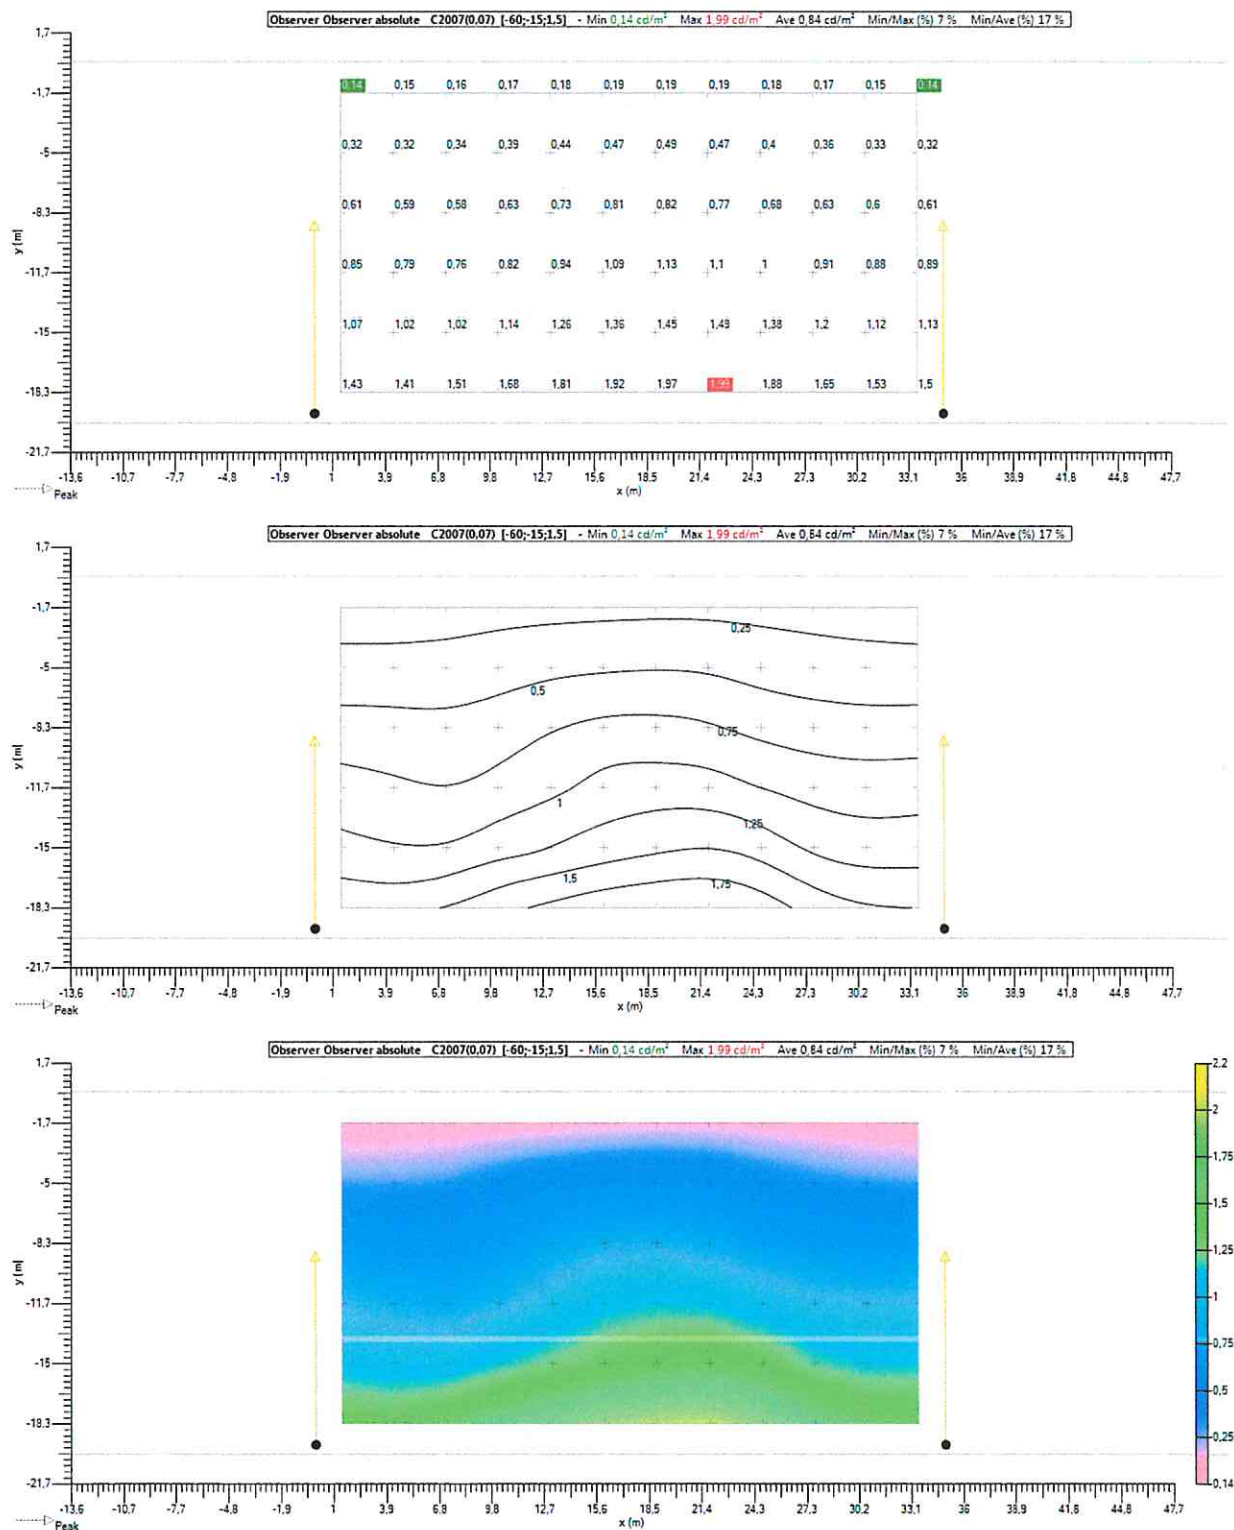 Observer Observer absolute C2007(0,07) [-60;-15;1,5] - Min 0,14 cd/m² Max 1,99 cd/m² Ave 0,84 cd/m² Min/Max (%) 7 % Min/Ave (%) 17 %
1,7
0,14 0,15 0,16 0,17 0,18 0,19 0,19 0,19 0,18 0,17 0,15 0,14
-1,7
0,32 0,32 0,34 0,39 0,44 0,47 0,49 0,47 0,4 0,36 0,33 0,32
-5
0,61 0,59 0,58 0,63 0,73 0,81 0,82 0,77 0,68 0,63 0,6 0,61
-8,3
y (m)
0,85 0,79 0,76 0,82 0,94 1,09 1,13 1,1 1 0,91 0,88 0,89
-11,7
1,07 1,02 1,02 1,14 1,26 1,36 1,45 1,49 1,38 1,2 1,12 1,13
-15
1,43 1,41 1,51 1,68 1,81 1,92 1,97 1,99 1,88 1,65 1,53 1,5
-18,3
-21,7
-13,6 -10,7 -7,7 -4,8 -1,9 1 3,9 6,8 9,8 12,7 15,6 18,5 21,4 24,3 27,3 30,2 33,1 36 38,9 41,8 44,8 47,7
Peak
x (m)
Observer Observer absolute C2007(0,07) [-60;-15;1,5] - Min 0,14 cd/m² Max 1,99 cd/m² Ave 0,84 cd/m² Min/Max (%) 7 % Min/Ave (%) 17 %
1,7
-1,7
0,25
-5
0,5
-8,3
0,75
y (m)
-11,7
1
1,25
-15
1,5
1,75
-18,3
-21,7
-13,6 -10,7 -7,7 -4,8 -1,9 1 3,9 6,8 9,8 12,7 15,6 18,5 21,4 24,3 27,3 30,2 33,1 36 38,9 41,8 44,8 47,7
Peak
x (m)
Observer Observer absolute C2007(0,07) [-60;-15;1,5] - Min 0,14 cd/m² Max 1,99 cd/m² Ave 0,84 cd/m² Min/Max (%) 7 % Min/Ave (%) 17 %
1,7
-1,7
-5
-8,3
y (m)
-11,7
-15
-18,3
-21,7
-13,6 -10,7 -7,7 -4,8 -1,9 1 3,9 6,8 9,8 12,7 15,6 18,5 21,4 24,3 27,3 30,2 33,1 36 38,9 41,8 44,8 47,7
Peak
x (m)
2,2
2
1,75
1,5
1,25
1
0,75
0,5
0,25
0,14